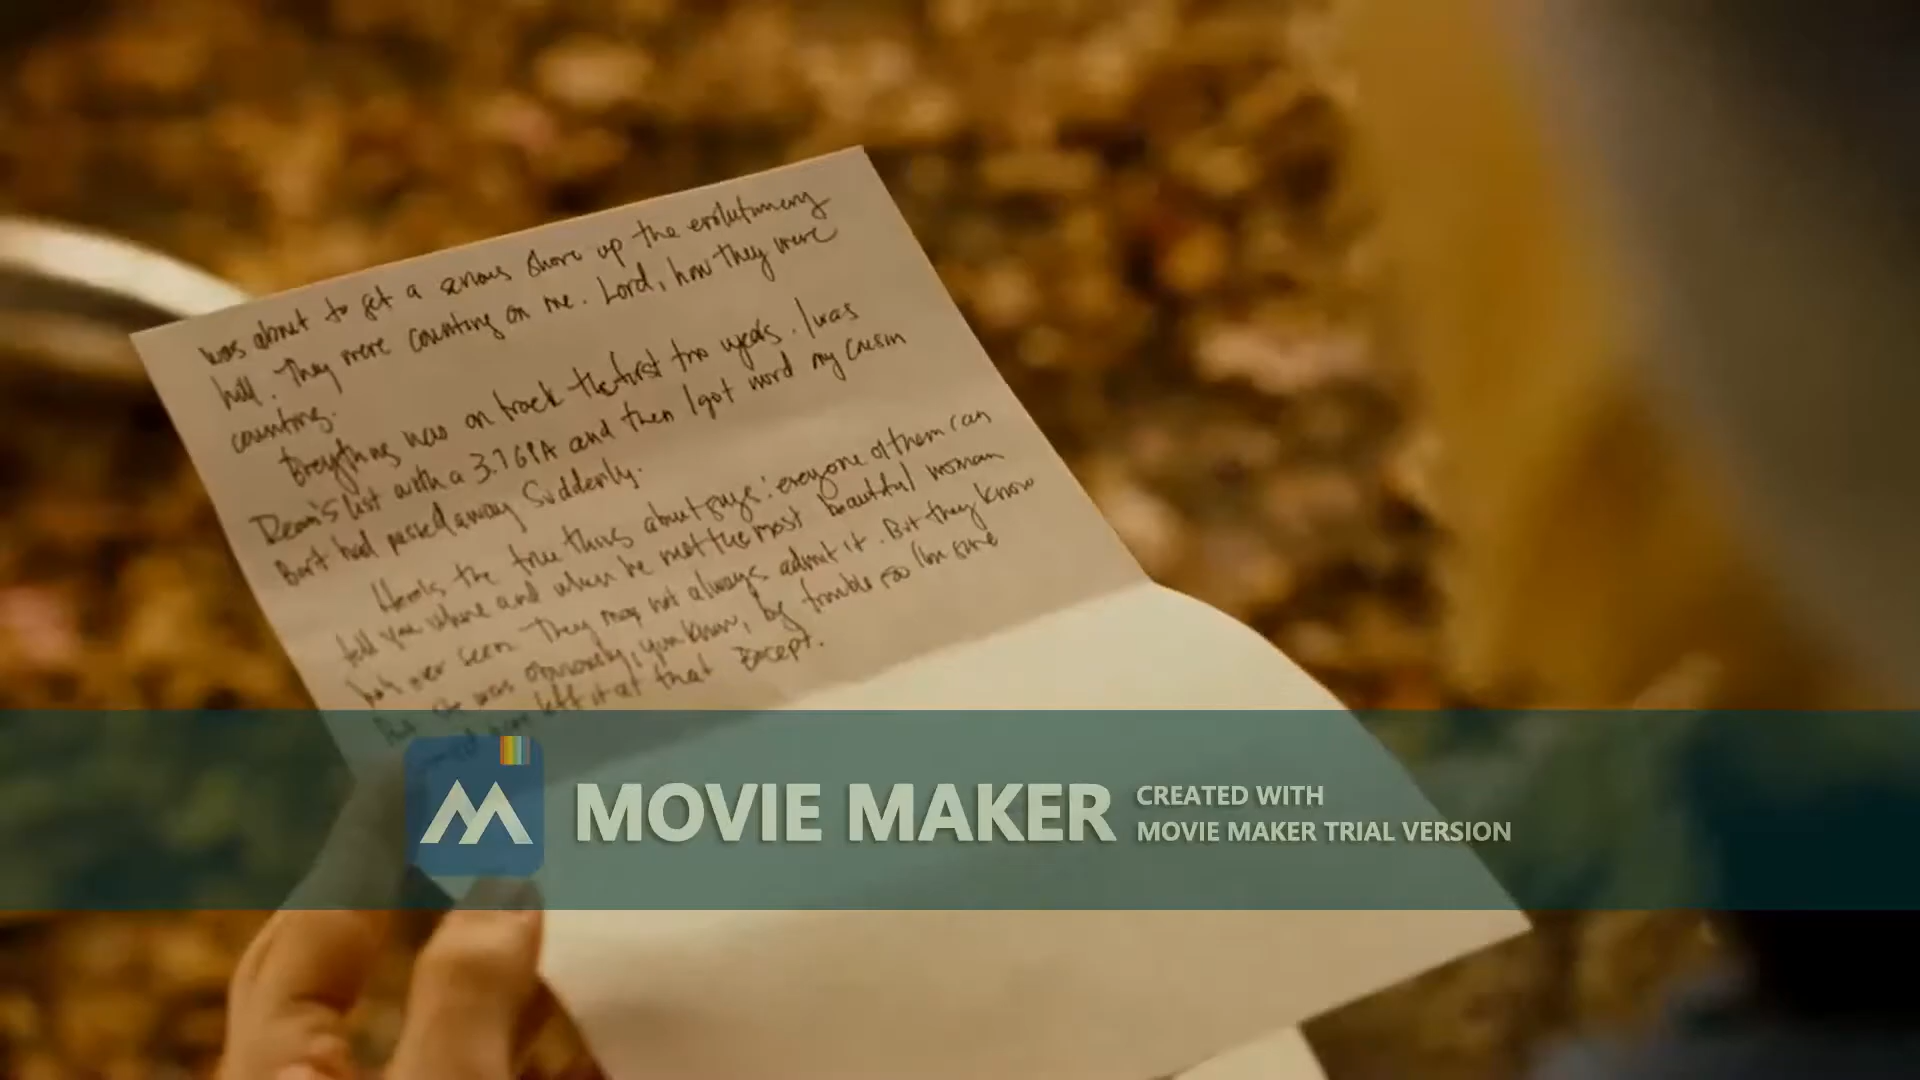 was about to get a serious shove up the evolutionary
hill. They were counting on me. Lord, how they were
counting.
Everything was on track the first two years. I was
Dean's list with a 3.7 GPA and then I got word my cousin
Bart had passed away suddenly.
Here's the true thing about guys: everyone of them can
tell you where and when he met the most beautiful woman
he's ever seen. They may not always admit it. But they know
But she was obviously, you know, by trouble so I'm sure
left it at that. Except.
MOVIE MAKER
CREATED WITH
MOVIE MAKER TRIAL VERSION